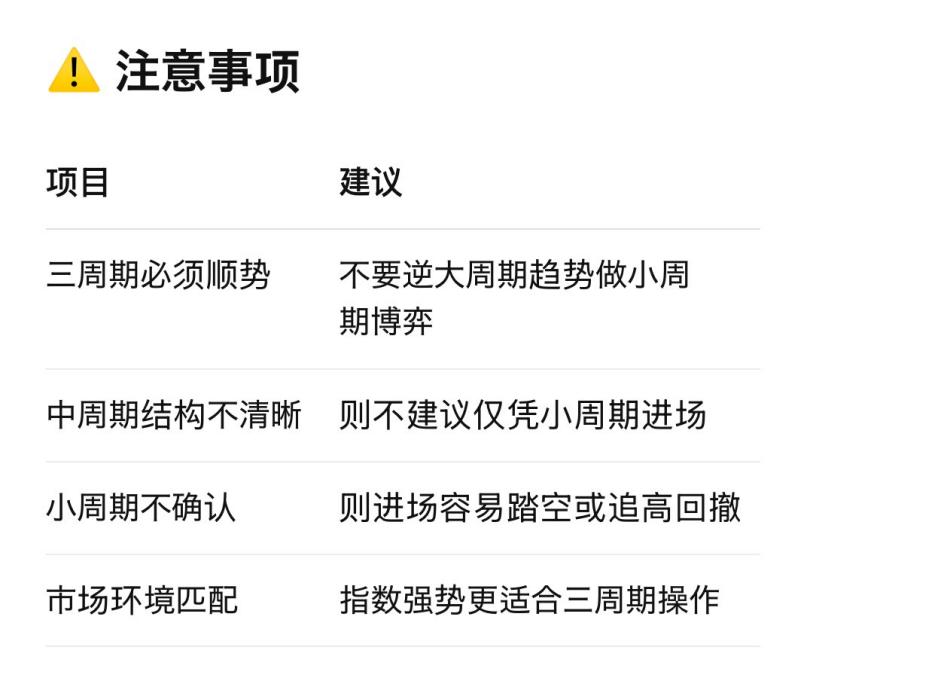 ⚠️ 注意事项
项目 建议
三周期必须顺势 不要逆大周期趋势做小周
期博弈
中周期结构不清晰 则不建议仅凭小周期进场
小周期不确认 则进场容易踏空或追高回撤
市场环境匹配 指数强势更适合三周期操作